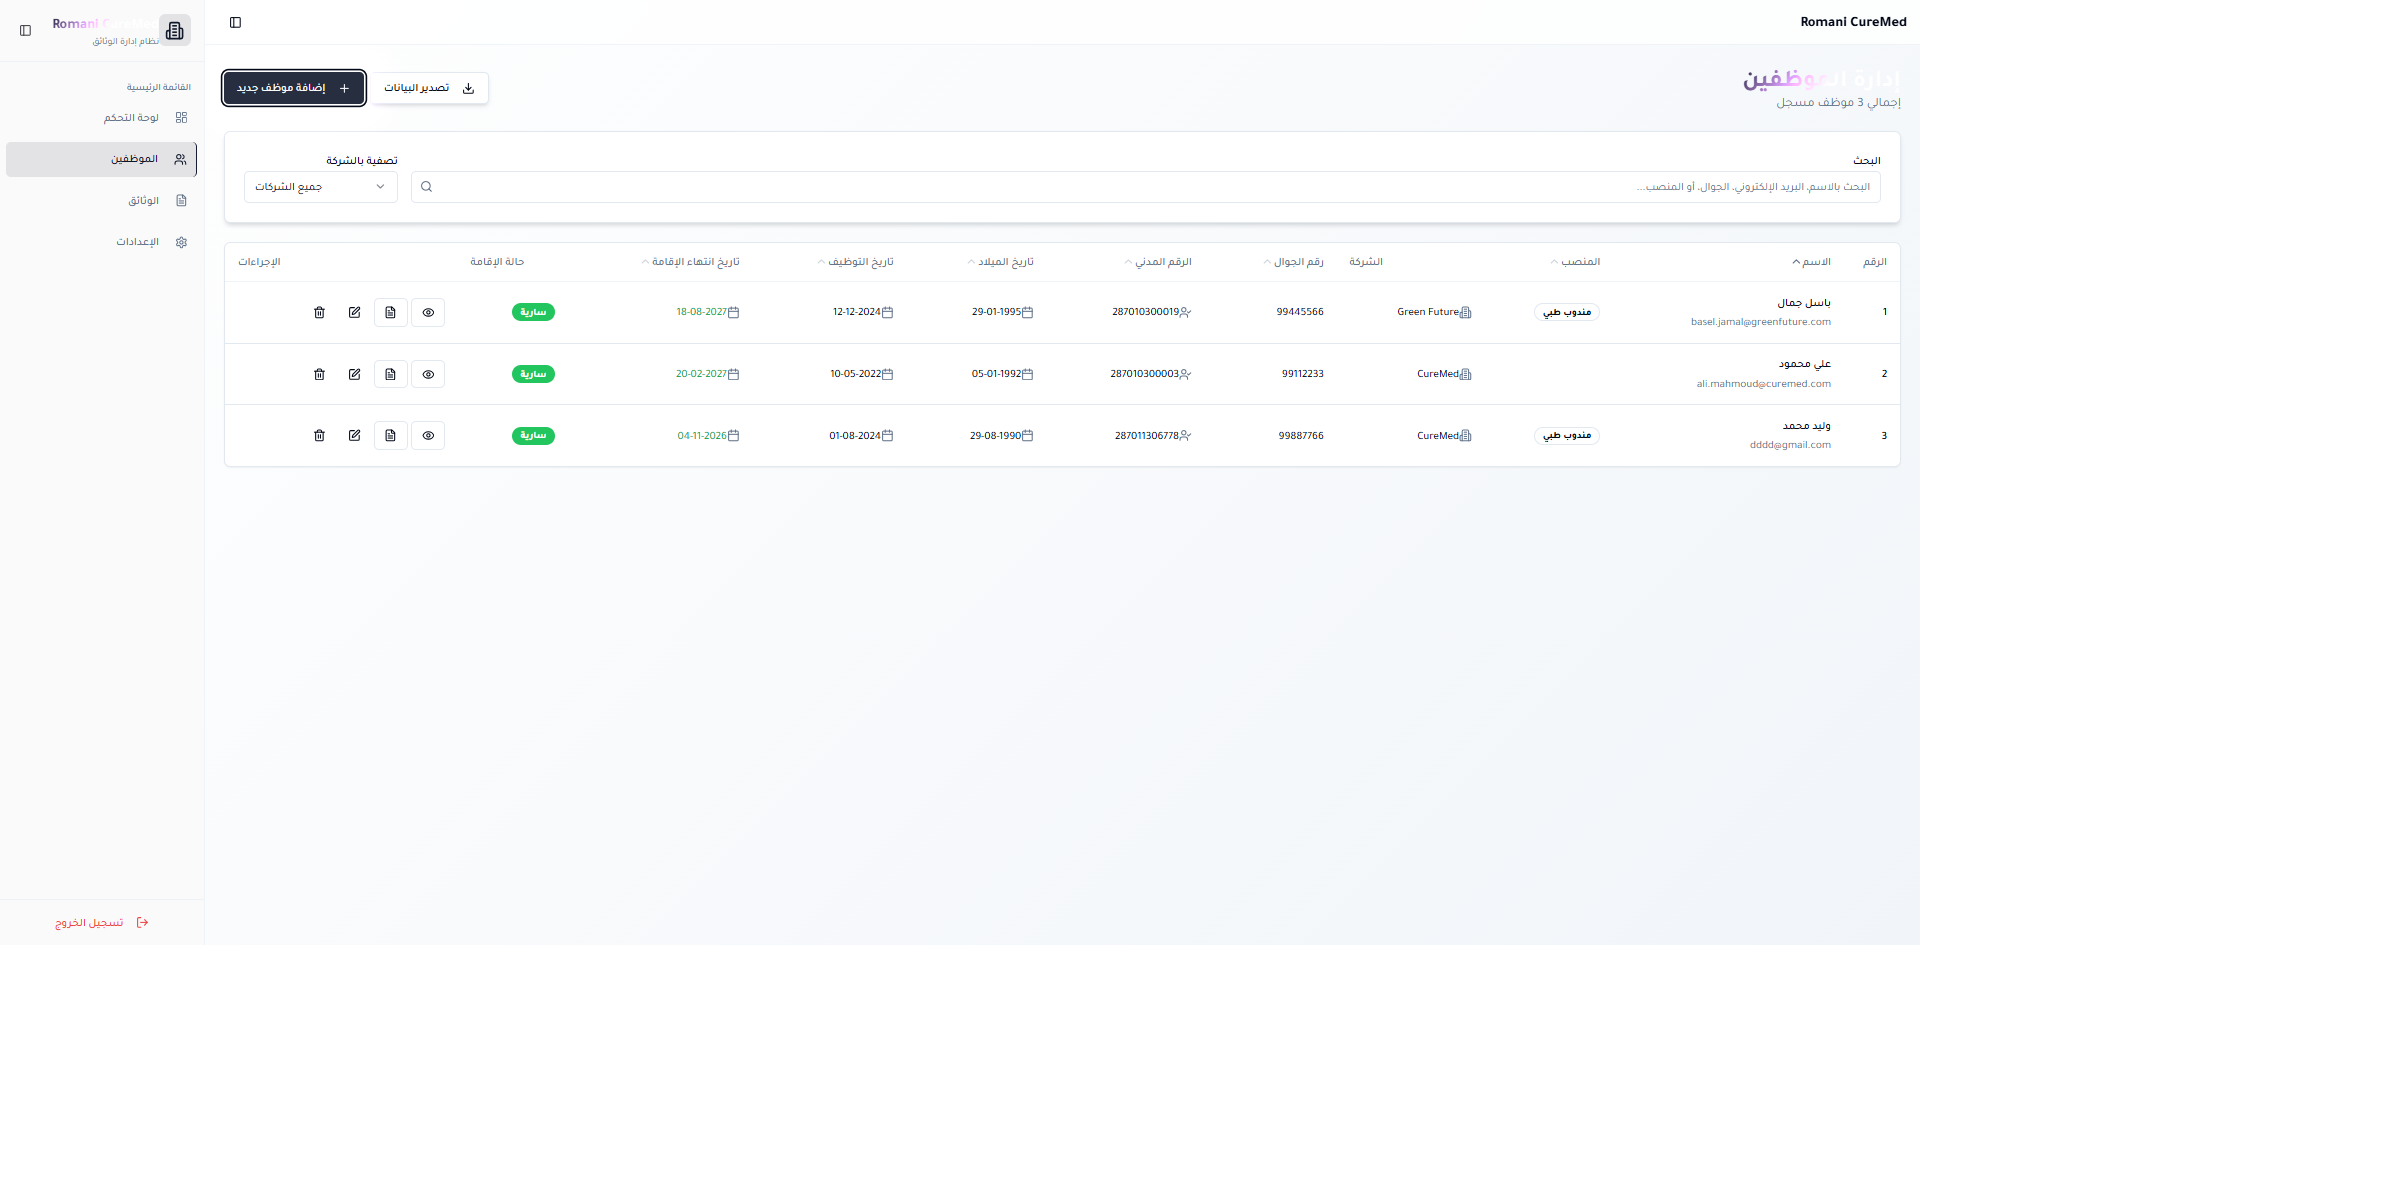 Romani CureMed
Romani CureMed
نظام إدارة الوثائق
القائمة الرئيسية
لوحة التحكم
الموظفين
الوثائق
الإعدادات
تسجيل الخروج
إدارة الموظفين
إجمالي 3 موظف مسجل
تصدير البيانات
إضافة موظف جديد
البحث
تصفية بالشركة
البحث بالاسم، البريد الإلكتروني، الجوال، أو المنصب...
جميع الشركات
الرقم الاسم المنصب الشركة رقم الجوال الرقم المدني تاريخ الميلاد تاريخ التوظيف تاريخ انتهاء الإقامة حالة الإقامة الإجراءات
1 باسل جمال مندوب طبي Green Future 99445566 287010300019 29-01-1995 12-12-2024 18-08-2027 سارية
basel.jamal@greenfuture.com
2 علي محمود CureMed 99112233 287010300003 05-01-1992 10-05-2022 20-02-2027 سارية
ali.mahmoud@curemed.com
3 وليد محمد مندوب طبي CureMed 99887766 287011306778 29-08-1990 01-08-2024 04-11-2026 سارية
dddd@gmail.com